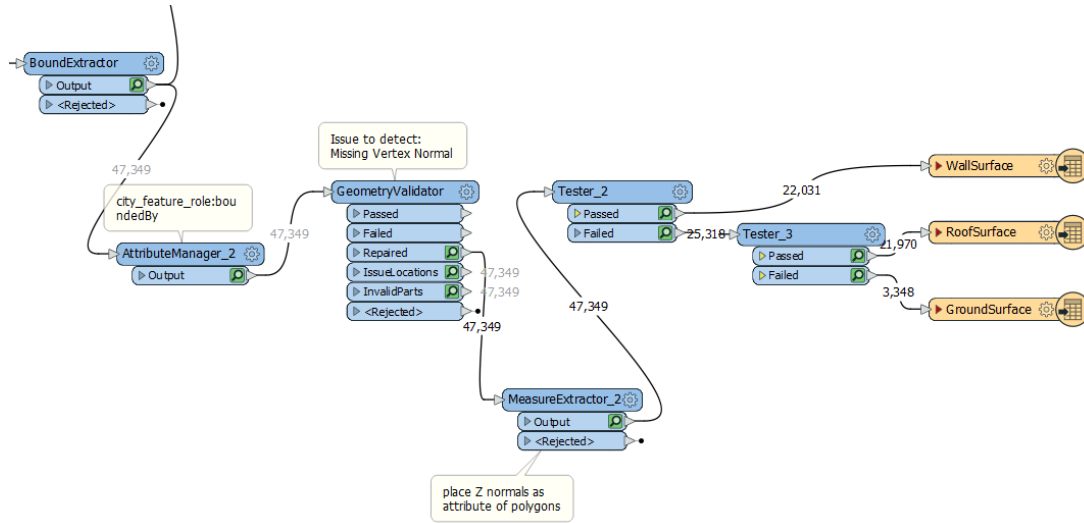 BoundExtractor
Output
<Rejected>
47,349
city_feature_role:bou
ndedBy
AttributeManager_2
Output
47,349
Issue to detect:
Missing Vertex Normal
GeometryValidator
Passed
Failed
Repaired
IssueLocations
47,349
InvalidParts
47,349
<Rejected>
47,349
MeasureExtractor_2
Output
<Rejected>
place Z normals as
attribute of polygons
47,349
Tester_2
Passed
Failed
22,031
25,318
Tester_3
Passed
Failed
21,970
3,348
WallSurface
RoofSurface
GroundSurface